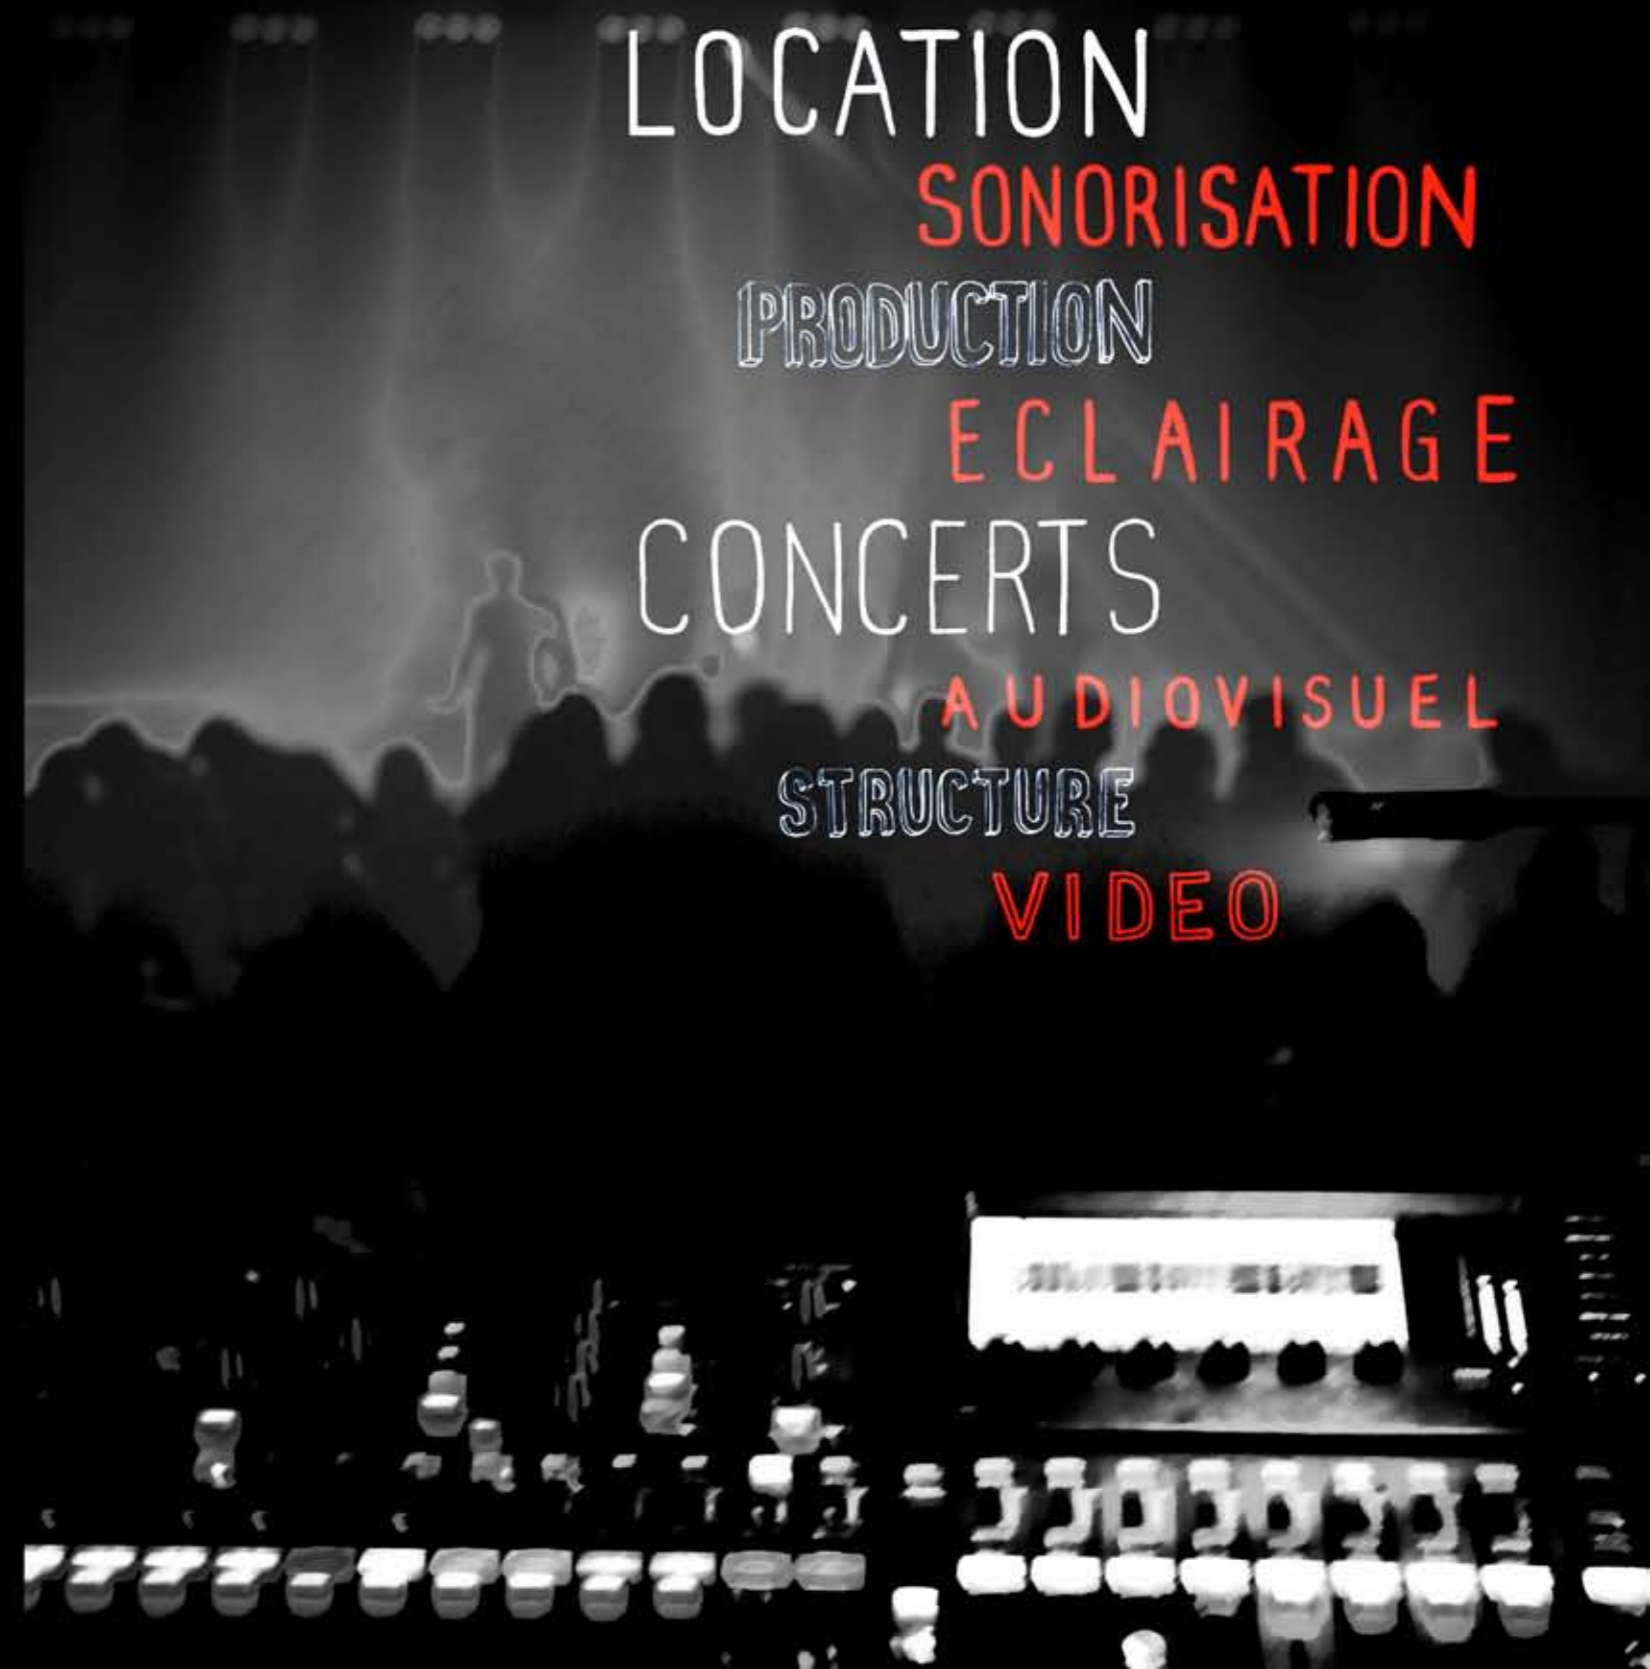 LOCATION
SONORISATION
PRODUCTION
ECLAIRAGE
CONCERTS
AUDIOVISUEL
STRUCTURE
VIDEO